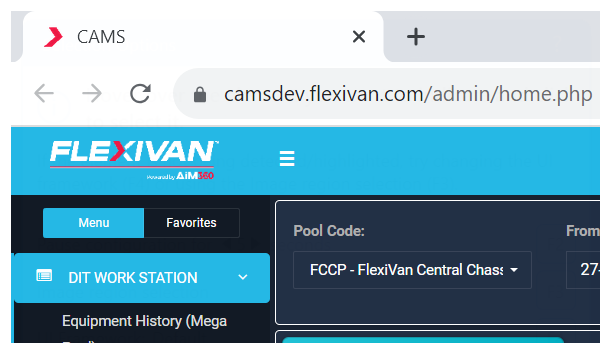 CAMS
camsdev.flexivan.com/admin/home.php
FLEXIVAN™
Powered by AiM360
Menu
Favorites
DIT WORK STATION
Equipment History (Mega
Pool Code:
From
FCCP - FlexiVan Central Chass
27-